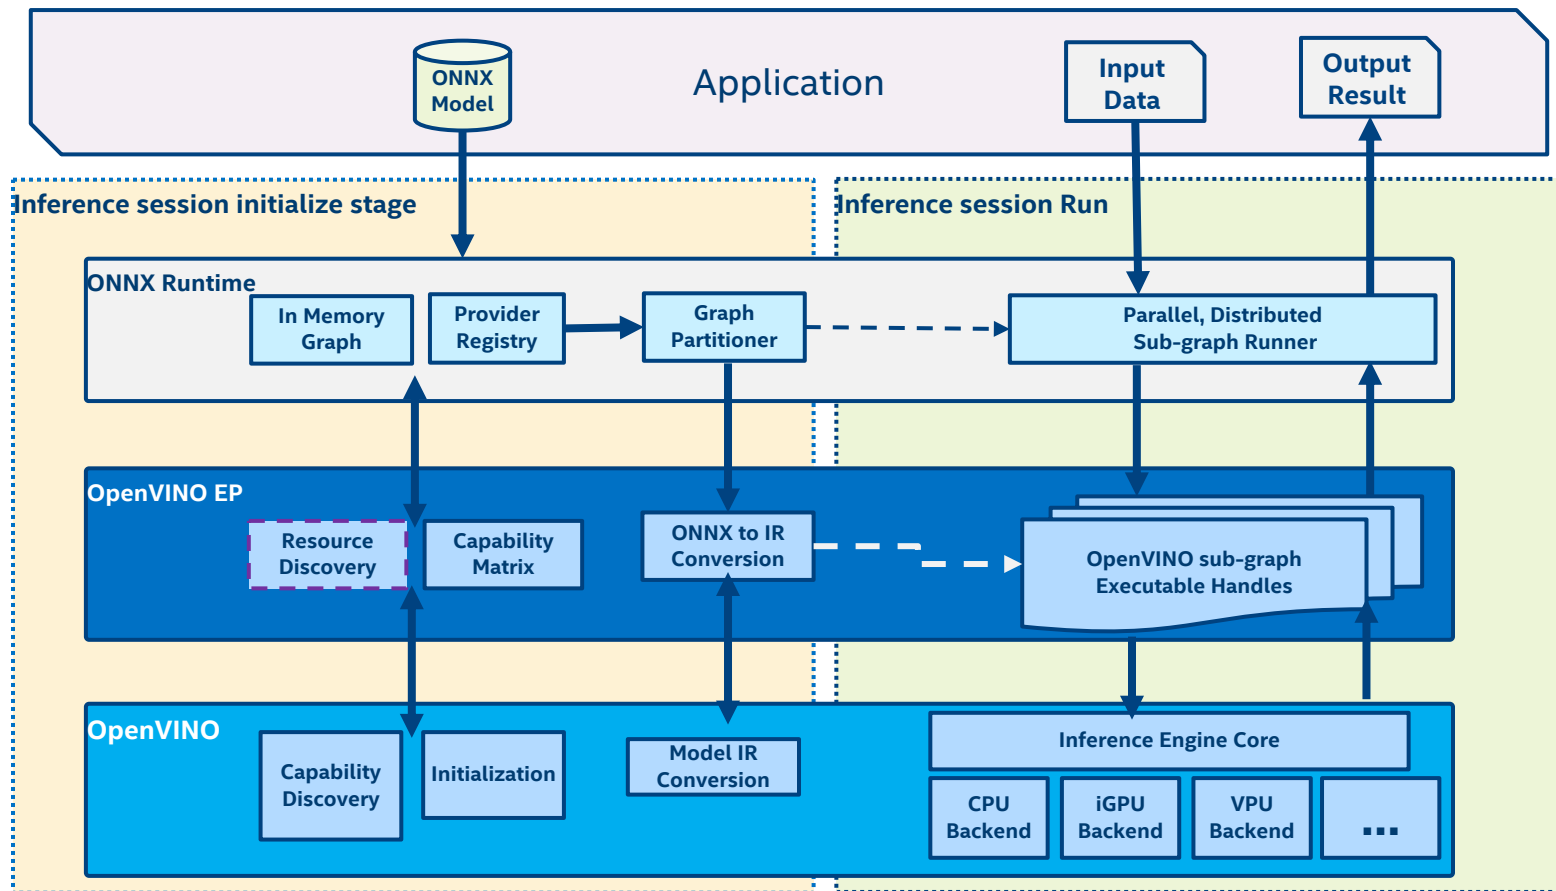 ONNX
Model
Application
Input
Data
Output
Result
Inference session initialize stage
Inference session Run
ONNX Runtime
In Memory
Graph
Provider
Registry
Graph
Partitioner
Parallel, Distributed
Sub-graph Runner
OpenVINO EP
Resource
Discovery
Capability
Matrix
ONNX to IR
Conversion
OpenVINO sub-graph
Executable Handles
OpenVINO
Capability
Discovery
Initialization
Model IR
Conversion
Inference Engine Core
CPU
Backend
iGPU
Backend
VPU
Backend
...